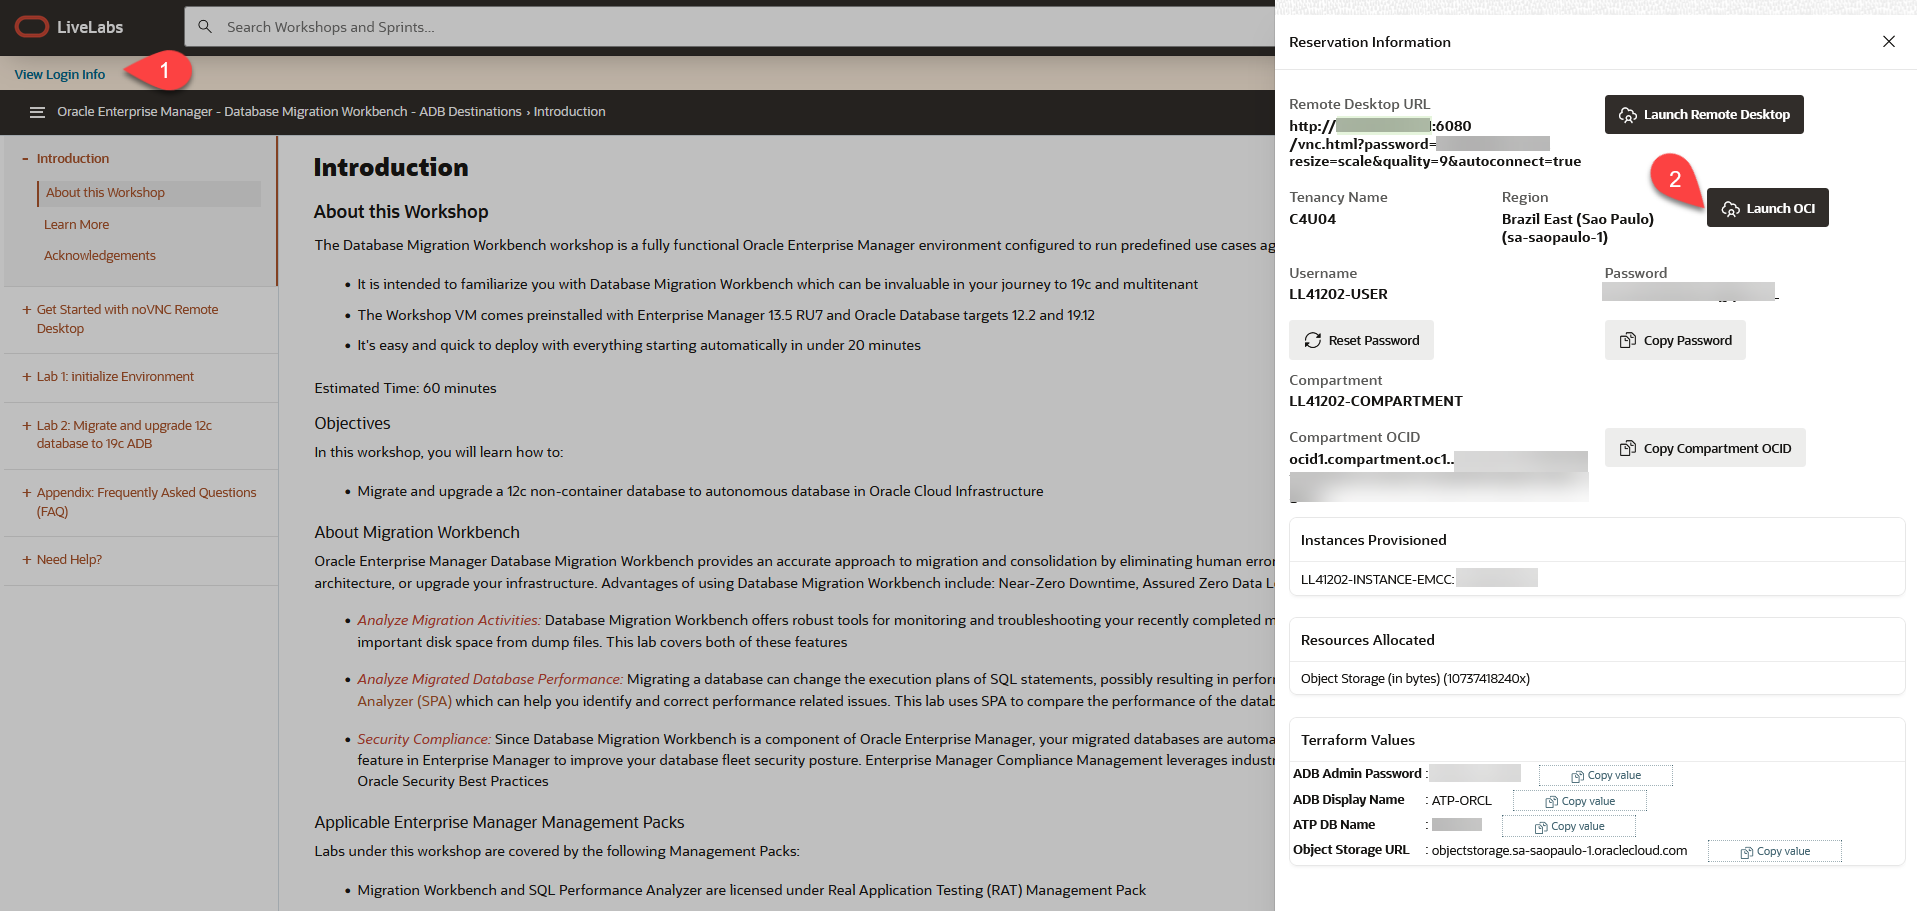 LiveLabs
Search Workshops and Sprints...
View Login Info
1
Oracle Enterprise Manager - Database Migration Workbench - ADB Destinations › Introduction
- Introduction
About this Workshop
Learn More
Acknowledgements
+ Get Started with noVNC Remote
Desktop
+ Lab 1: initialize Environment
+ Lab 2: Migrate and upgrade 12c
database to 19c ADB
+ Appendix: Frequently Asked Questions
(FAQ)
+ Need Help?
Introduction
About this Workshop
The Database Migration Workbench workshop is a fully functional Oracle Enterprise Manager environment configured to run predefined use cases ag
• It is intended to familiarize you with Database Migration Workbench which can be invaluable in your journey to 19c and multitenant
• The Workshop VM comes preinstalled with Enterprise Manager 13.5 RU7 and Oracle Database targets 12.2 and 19.12
• It's easy and quick to deploy with everything starting automatically in under 20 minutes
Estimated Time: 60 minutes
Objectives
In this workshop, you will learn how to:
• Migrate and upgrade a 12c non-container database to autonomous database in Oracle Cloud Infrastructure
About Migration Workbench
Oracle Enterprise Manager Database Migration Workbench provides an accurate approach to migration and consolidation by eliminating human error
architecture, or upgrade your infrastructure. Advantages of using Database Migration Workbench include: Near-Zero Downtime, Assured Zero Data L
• Analyze Migration Activities: Database Migration Workbench offers robust tools for monitoring and troubleshooting your recently completed m
important disk space from dump files. This lab covers both of these features
• Analyze Migrated Database Performance: Migrating a database can change the execution plans of SQL statements, possibly resulting in perfor
Analyzer (SPA) which can help you identify and correct performance related issues. This lab uses SPA to compare the performance of the datab
• Security Compliance: Since Database Migration Workbench is a component of Oracle Enterprise Manager, your migrated databases are automa
feature in Enterprise Manager to improve your database fleet security posture. Enterprise Manager Compliance Management leverages indust
Oracle Security Best Practices
Applicable Enterprise Manager Management Packs
Labs under this workshop are covered by the following Management Packs:
• Migration Workbench and SQL Performance Analyzer are licensed under Real Application Testing (RAT) Management Pack
Reservation Information
Remote Desktop URL
http:// :6080
/vnc.html?password=
resize=scale&quality=9&autoconnect=true
Launch Remote Desktop
2
Tenancy Name
C4U04
Region
Brazil East (Sao Paulo)
(sa-saopaulo-1)
Launch OCI
Username
LL41202-USER
Password
Reset Password
Copy Password
Compartment
LL41202-COMPARTMENT
Compartment OCID
ocid1.compartment.oc1..
Copy Compartment OCID
Instances Provisioned
LL41202-INSTANCE-EMCC:
Resources Allocated
Object Storage (in bytes) (10737418240x)
Terraform Values
ADB Admin Password : Copy value
ADB Display Name : ATP-ORCL Copy value
ATP DB Name : Copy value
Object Storage URL : objectstorage.sa-saopaulo-1.oraclecloud.com Copy value